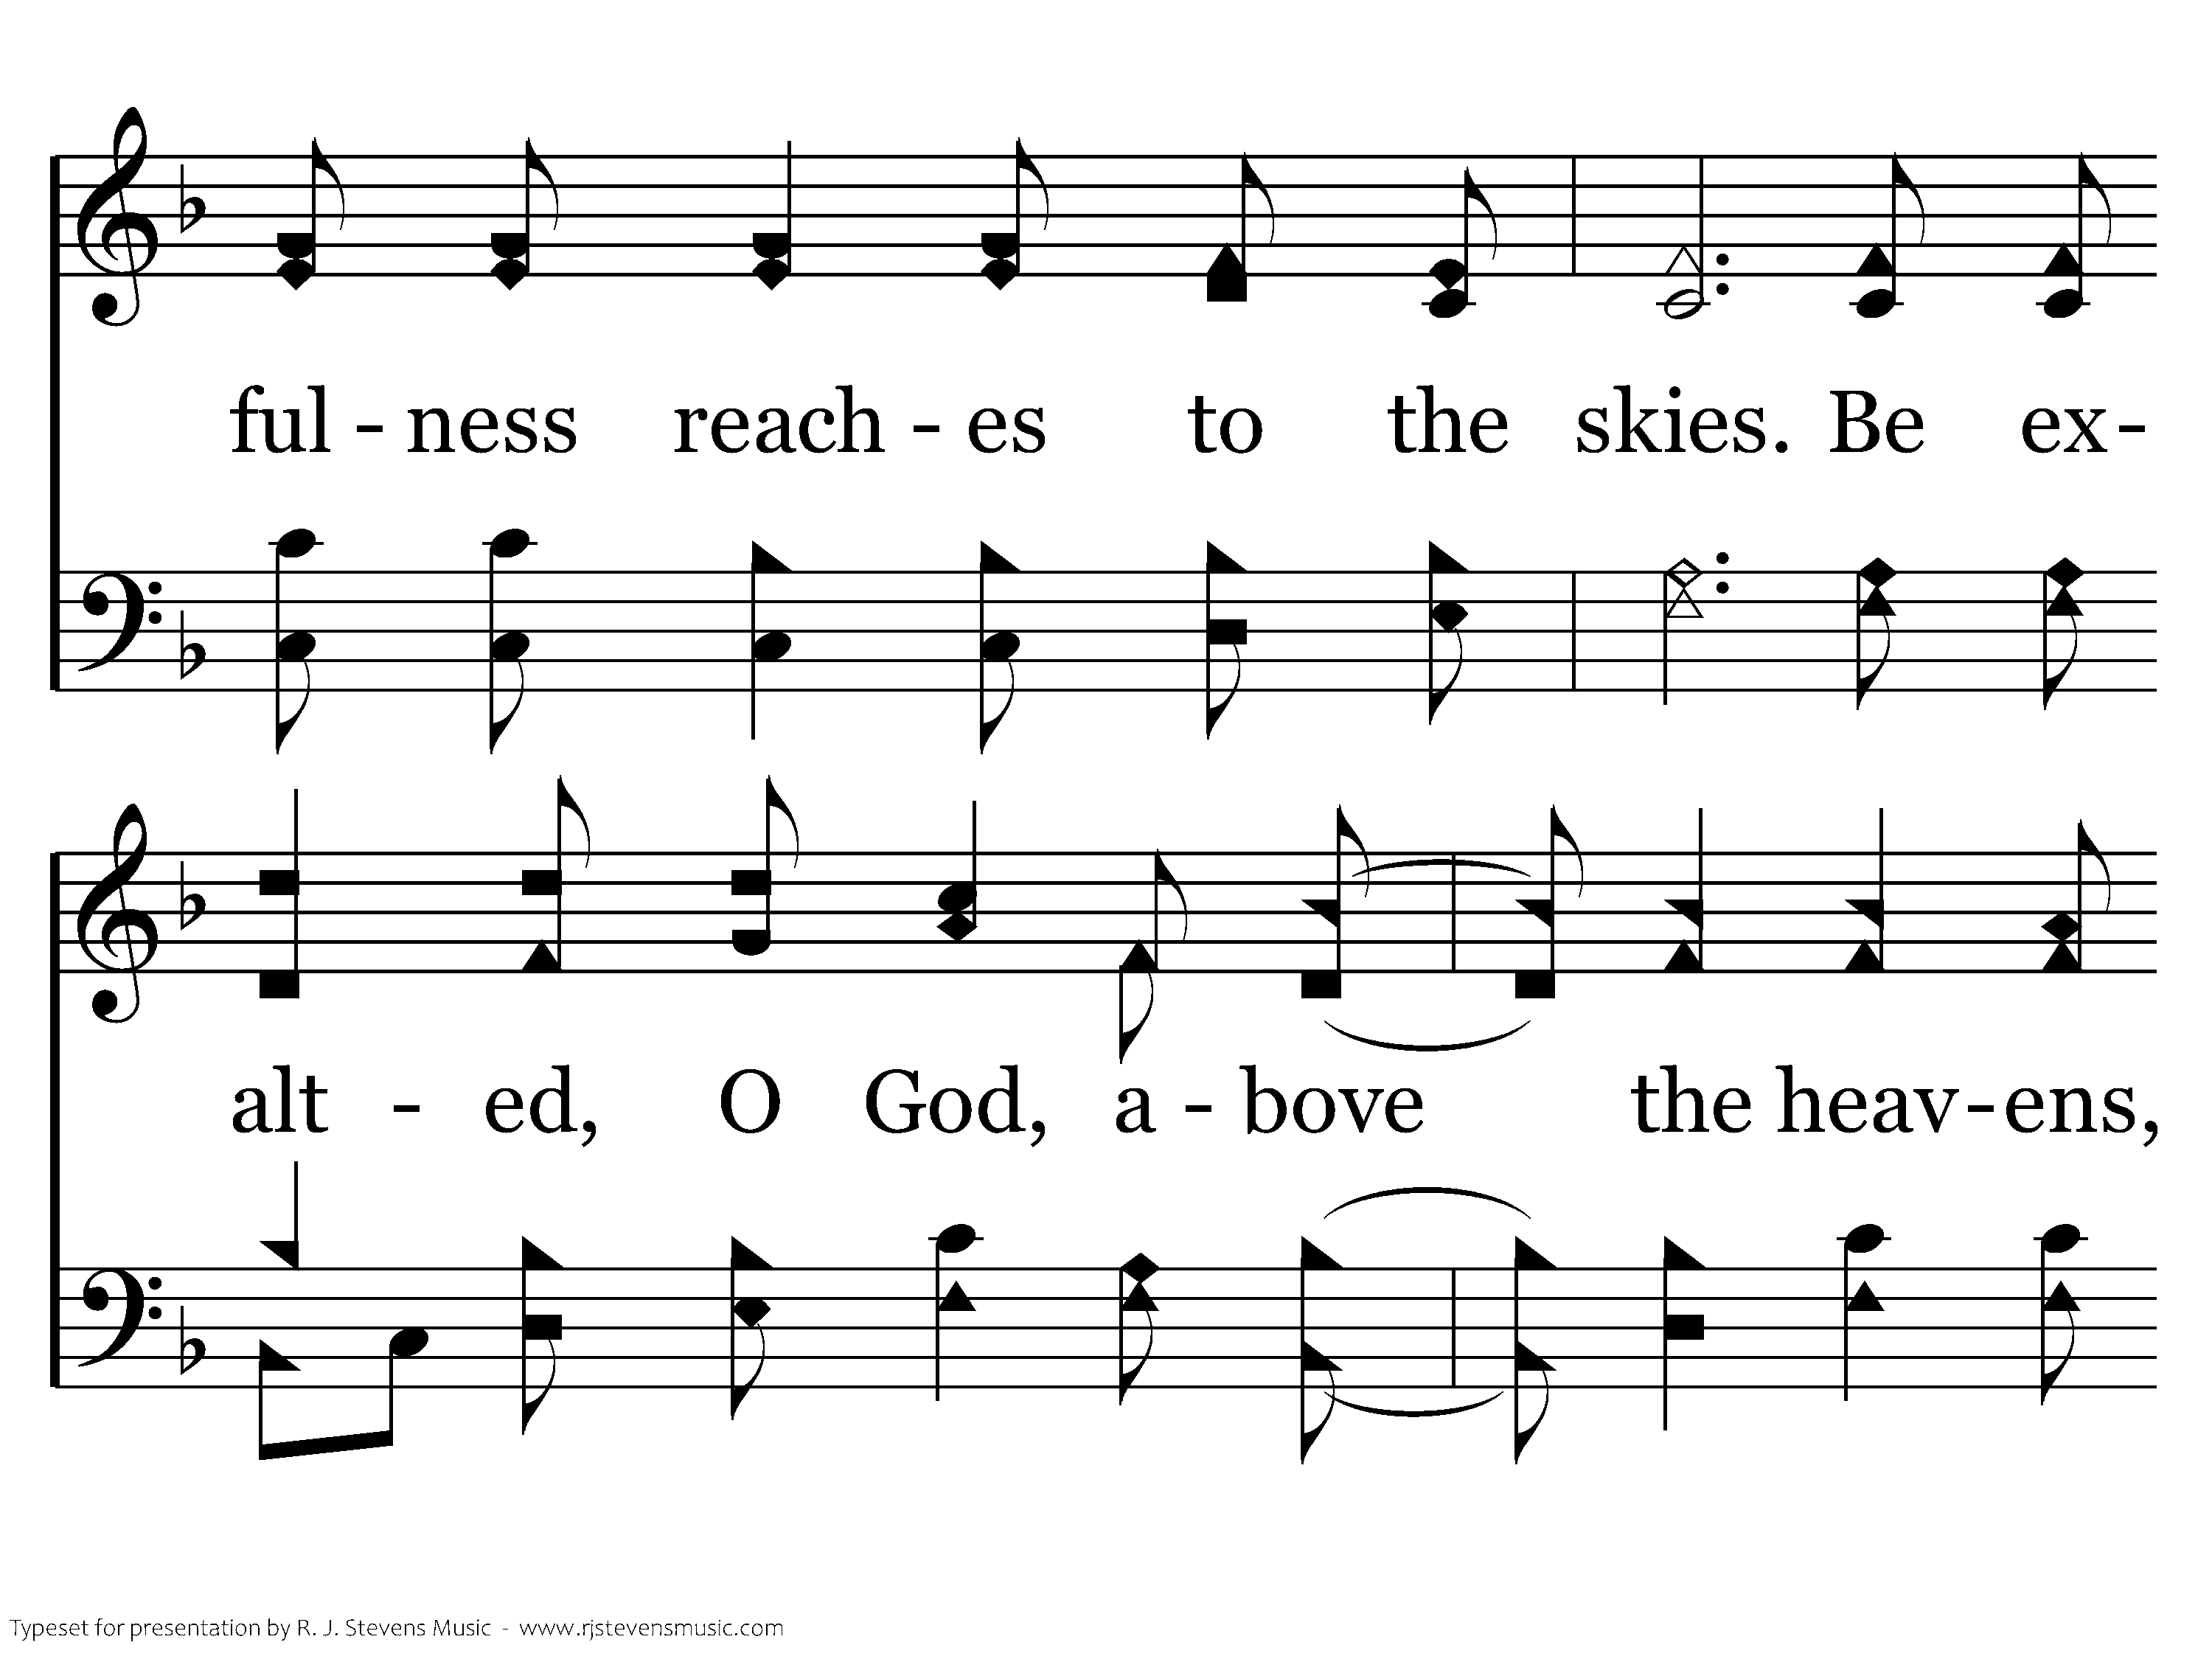 ful - ness reach - es to the skies. Be ex-
alt - ed, O God, a - bove the heav-ens,
Typeset for presentation by R. J. Stevens Music - www.rjstevensmusic.com